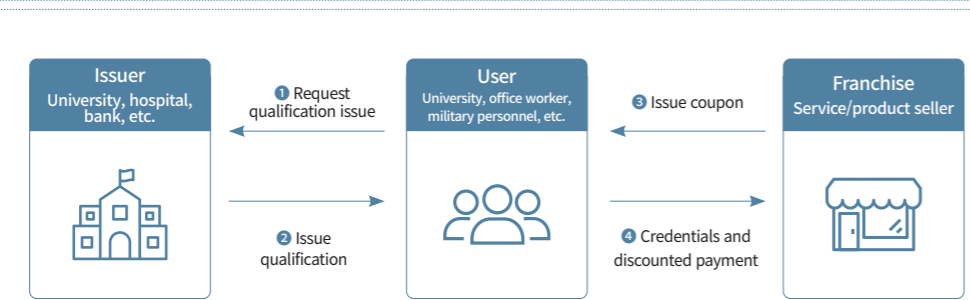 Issuer
University, hospital,
bank, etc.
❶ Request
qualification issue
❷ Issue
qualification
User
University, office worker,
military personnel, etc.
❸ Issue coupon
❹ Credentials and
discounted payment
Franchise
Service/product seller